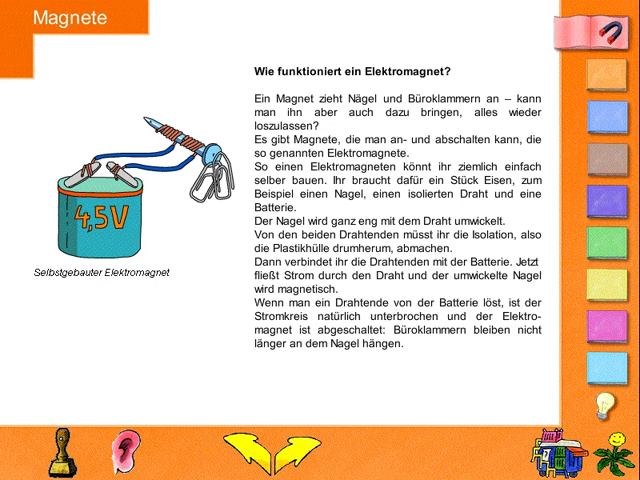 Magnete
Wie funktioniert ein Elektromagnet?
Ein Magnet zieht Nägel und Büroklammern an – kann
man ihn aber auch dazu bringen, alles wieder
loszulassen?
Es gibt Magnete, die man an- und abschalten kann, die
so genannten Elektromagnete.
So einen Elektromagneten könnt ihr ziemlich einfach
selber bauen. Ihr braucht dafür ein Stück Eisen, zum
Beispiel einen Nagel, einen isolierten Draht und eine
Batterie.
Der Nagel wird ganz eng mit dem Draht umwickelt.
Von den beiden Drahtenden müsst ihr die Isolation, also
die Plastikhülle drumherum, abmachen.
Dann verbindet ihr die Drahtenden mit der Batterie. Jetzt
fließt Strom durch den Draht und der umwickelte Nagel
wird magnetisch.
Wenn man ein Drahtende von der Batterie löst, ist der
Stromkreis natürlich unterbrochen und der Elektro-
magnet ist abgeschaltet: Büroklammern bleiben nicht
länger an dem Nagel hängen.
4,5V
Selbstgebauter Elektromagnet